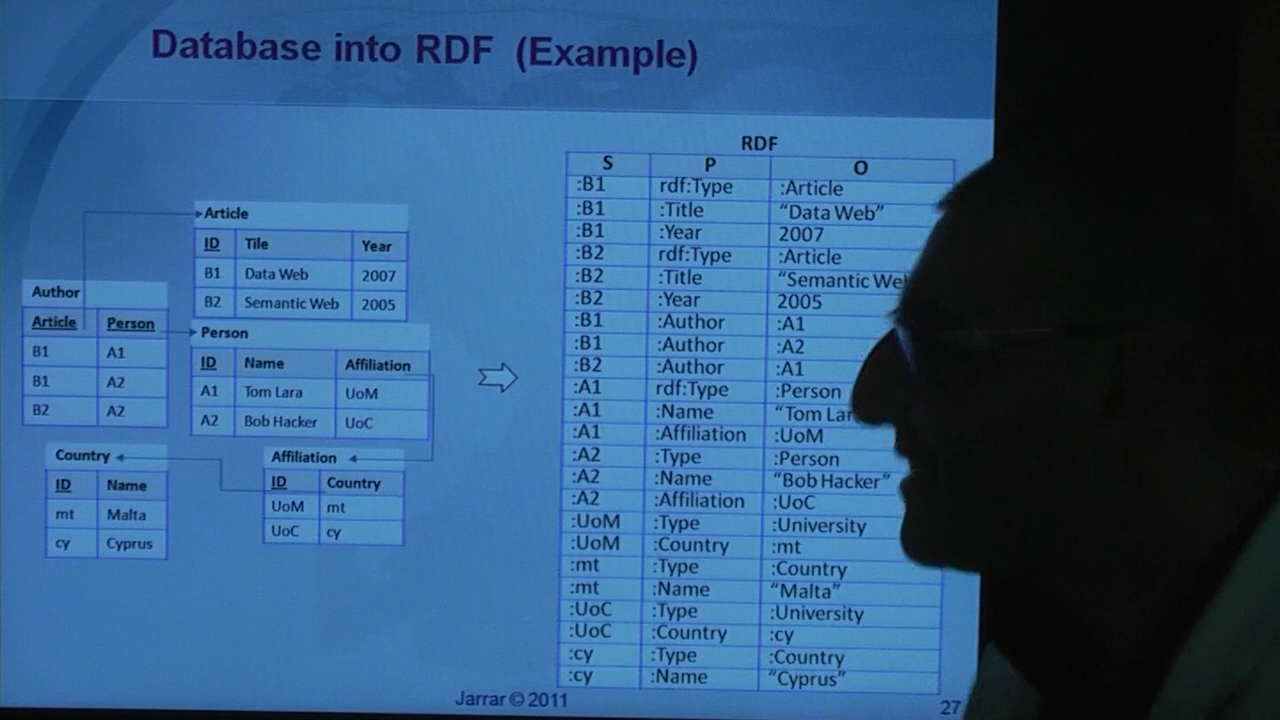 Database into RDF (Example)
Article
ID Tile Year
B1 Data Web 2007
B2 Semantic Web 2005
Author
Article Person
B1 A1
B1 A2
B2 A2
Person
ID Name Affiliation
A1 Tom Lara UoM
A2 Bob Hacker UoC
Country
ID Name
mt Malta
cy Cyprus
Affiliation
ID Country
UoM mt
UoC cy
RDF
S P O
:B1 rdf:Type :Article
:B1 :Title “Data Web”
:B1 :Year 2007
:B2 rdf:Type :Article
:B2 :Title “Semantic
:B2 :Year 2005
:B1 :Author :A1
:B1 :Author :A2
:B2 :Author :A1
:A1 rdf:Type :Person
:A1 :Name “Tom
:A1 :Affiliation :UoM
:A2 :Type :Person
:A2 :Name “Bob Hacker”
:A2 :Affiliation :UoC
:UoM :Type :University
:UoM :Country :mt
:mt :Type :Country
:mt :Name “Malta”
:UoC :Type :University
:UoC :Country :cy
:cy :Type :Country
:cy :Name “Cyprus”
Jarrar © 2011
27